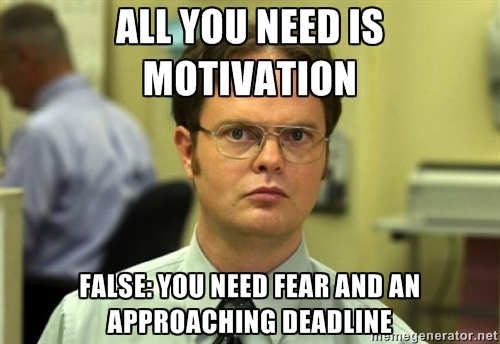 ALL YOU NEED IS
MOTIVATION
FALSE: YOU NEED FEAR AND AN
APPROACHING DEADLINE
memegenerator.net